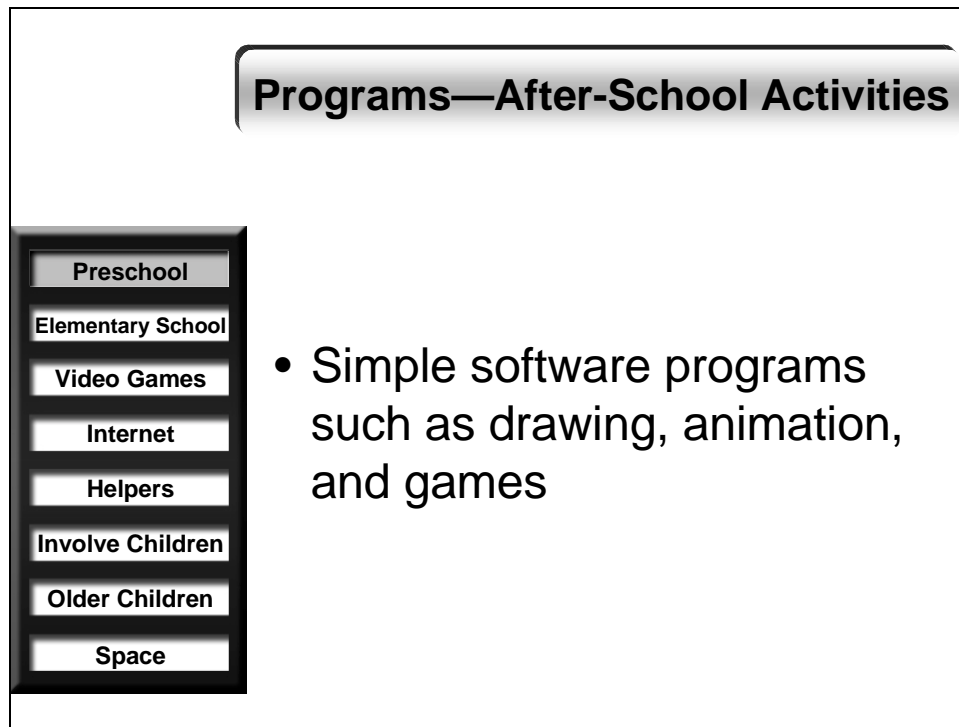 Programs—After-School Activities
Preschool
Elementary School
Video Games
Internet
Helpers
Involve Children
Older Children
Space
• Simple software programs
such as drawing, animation,
and games